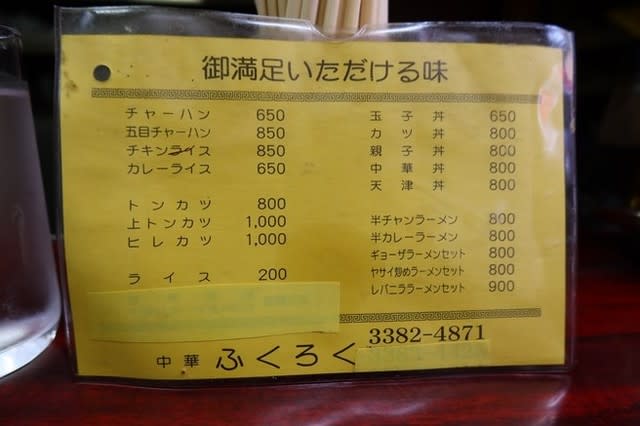 御満足いただける味
チャーハン 650
五目チャーハン 850
チキンライス 850
カレーライス 650
トンカツ 800
上トンカツ 1,000
ヒレカツ 1,000
ライス 200
玉子丼 650
カツ丼 800
親子丼 800
中華丼 800
天津丼 800
半チャンラーメン 800
半カレーラーメン 800
ギョーザラーメンセット 800
ヤサイ炒めラーメンセット 800
レバニララーメンセット 900
中華 ふくろく 3382-4871